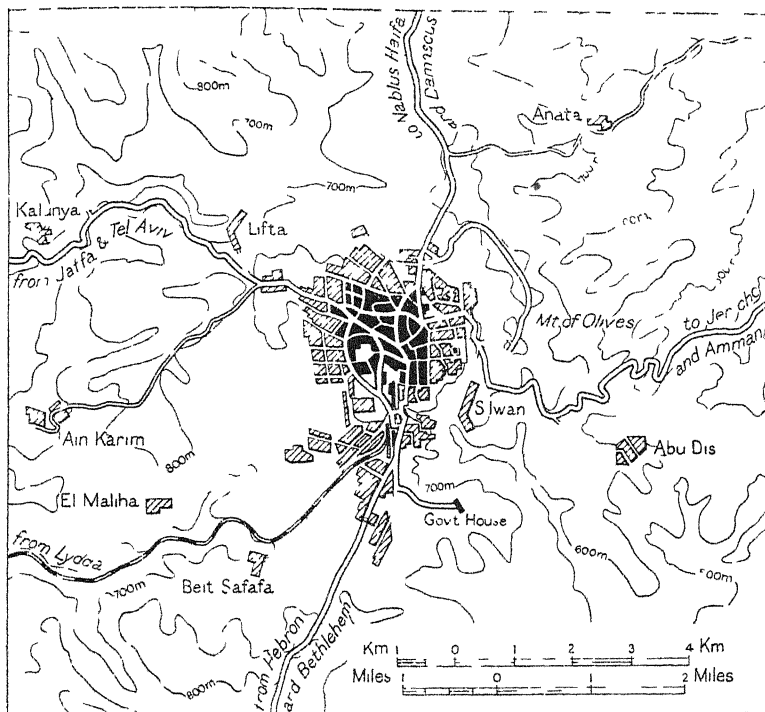 to Nablus Haifa
and Damascus
800m
700m
Anata
700m
Kalunya
Lifta
from Jaffa & Tel Aviv
Mt. of Olives
to Jericho
and Amman
Ain Karim
800m
Silwan
Abu Dis
El Maliha
700m
Govt House
from Lydda
600m
700m
Beit Safafa
from Hebron
and Bethlehem
800m
Km 1 0 1 2 3 4 Km
Miles 1 0 1 2 Miles